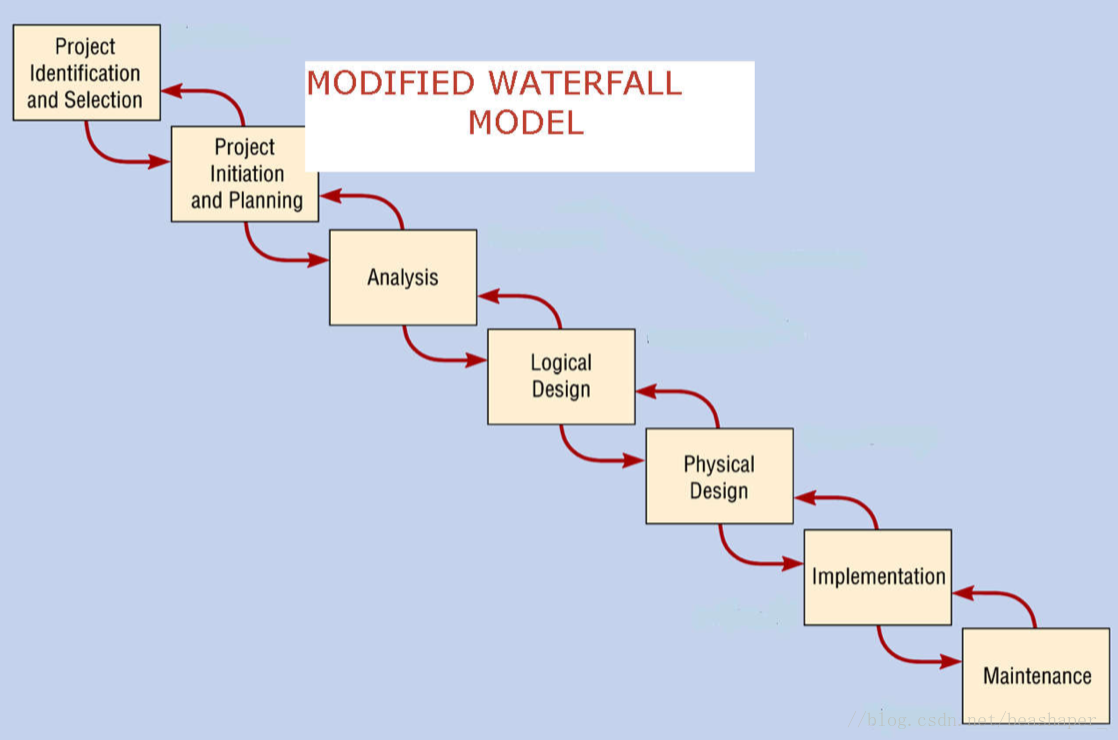 Project
Identification
and Selection
MODIFIED WATERFALL
MODEL
Project
Initiation
and Planning
Analysis
Logical
Design
Physical
Design
Implementation
Maintenance
//blog.csdn.net/beashaper_